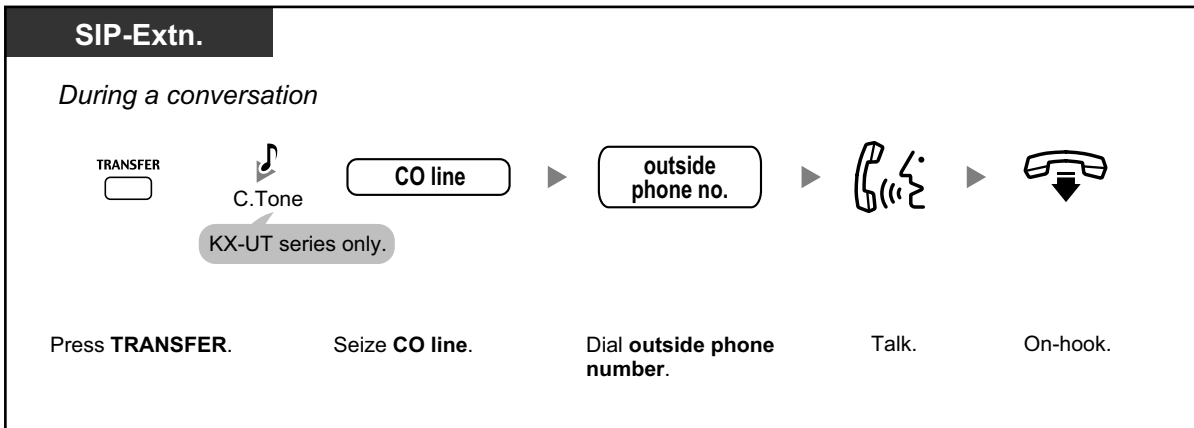 SIP-Extn.
During a conversation
TRANSFER
C.Tone
KX-UT series only.
CO line
outside
phone no.
Press TRANSFER.
Seize CO line.
Dial outside phone
number.
Talk.
On-hook.